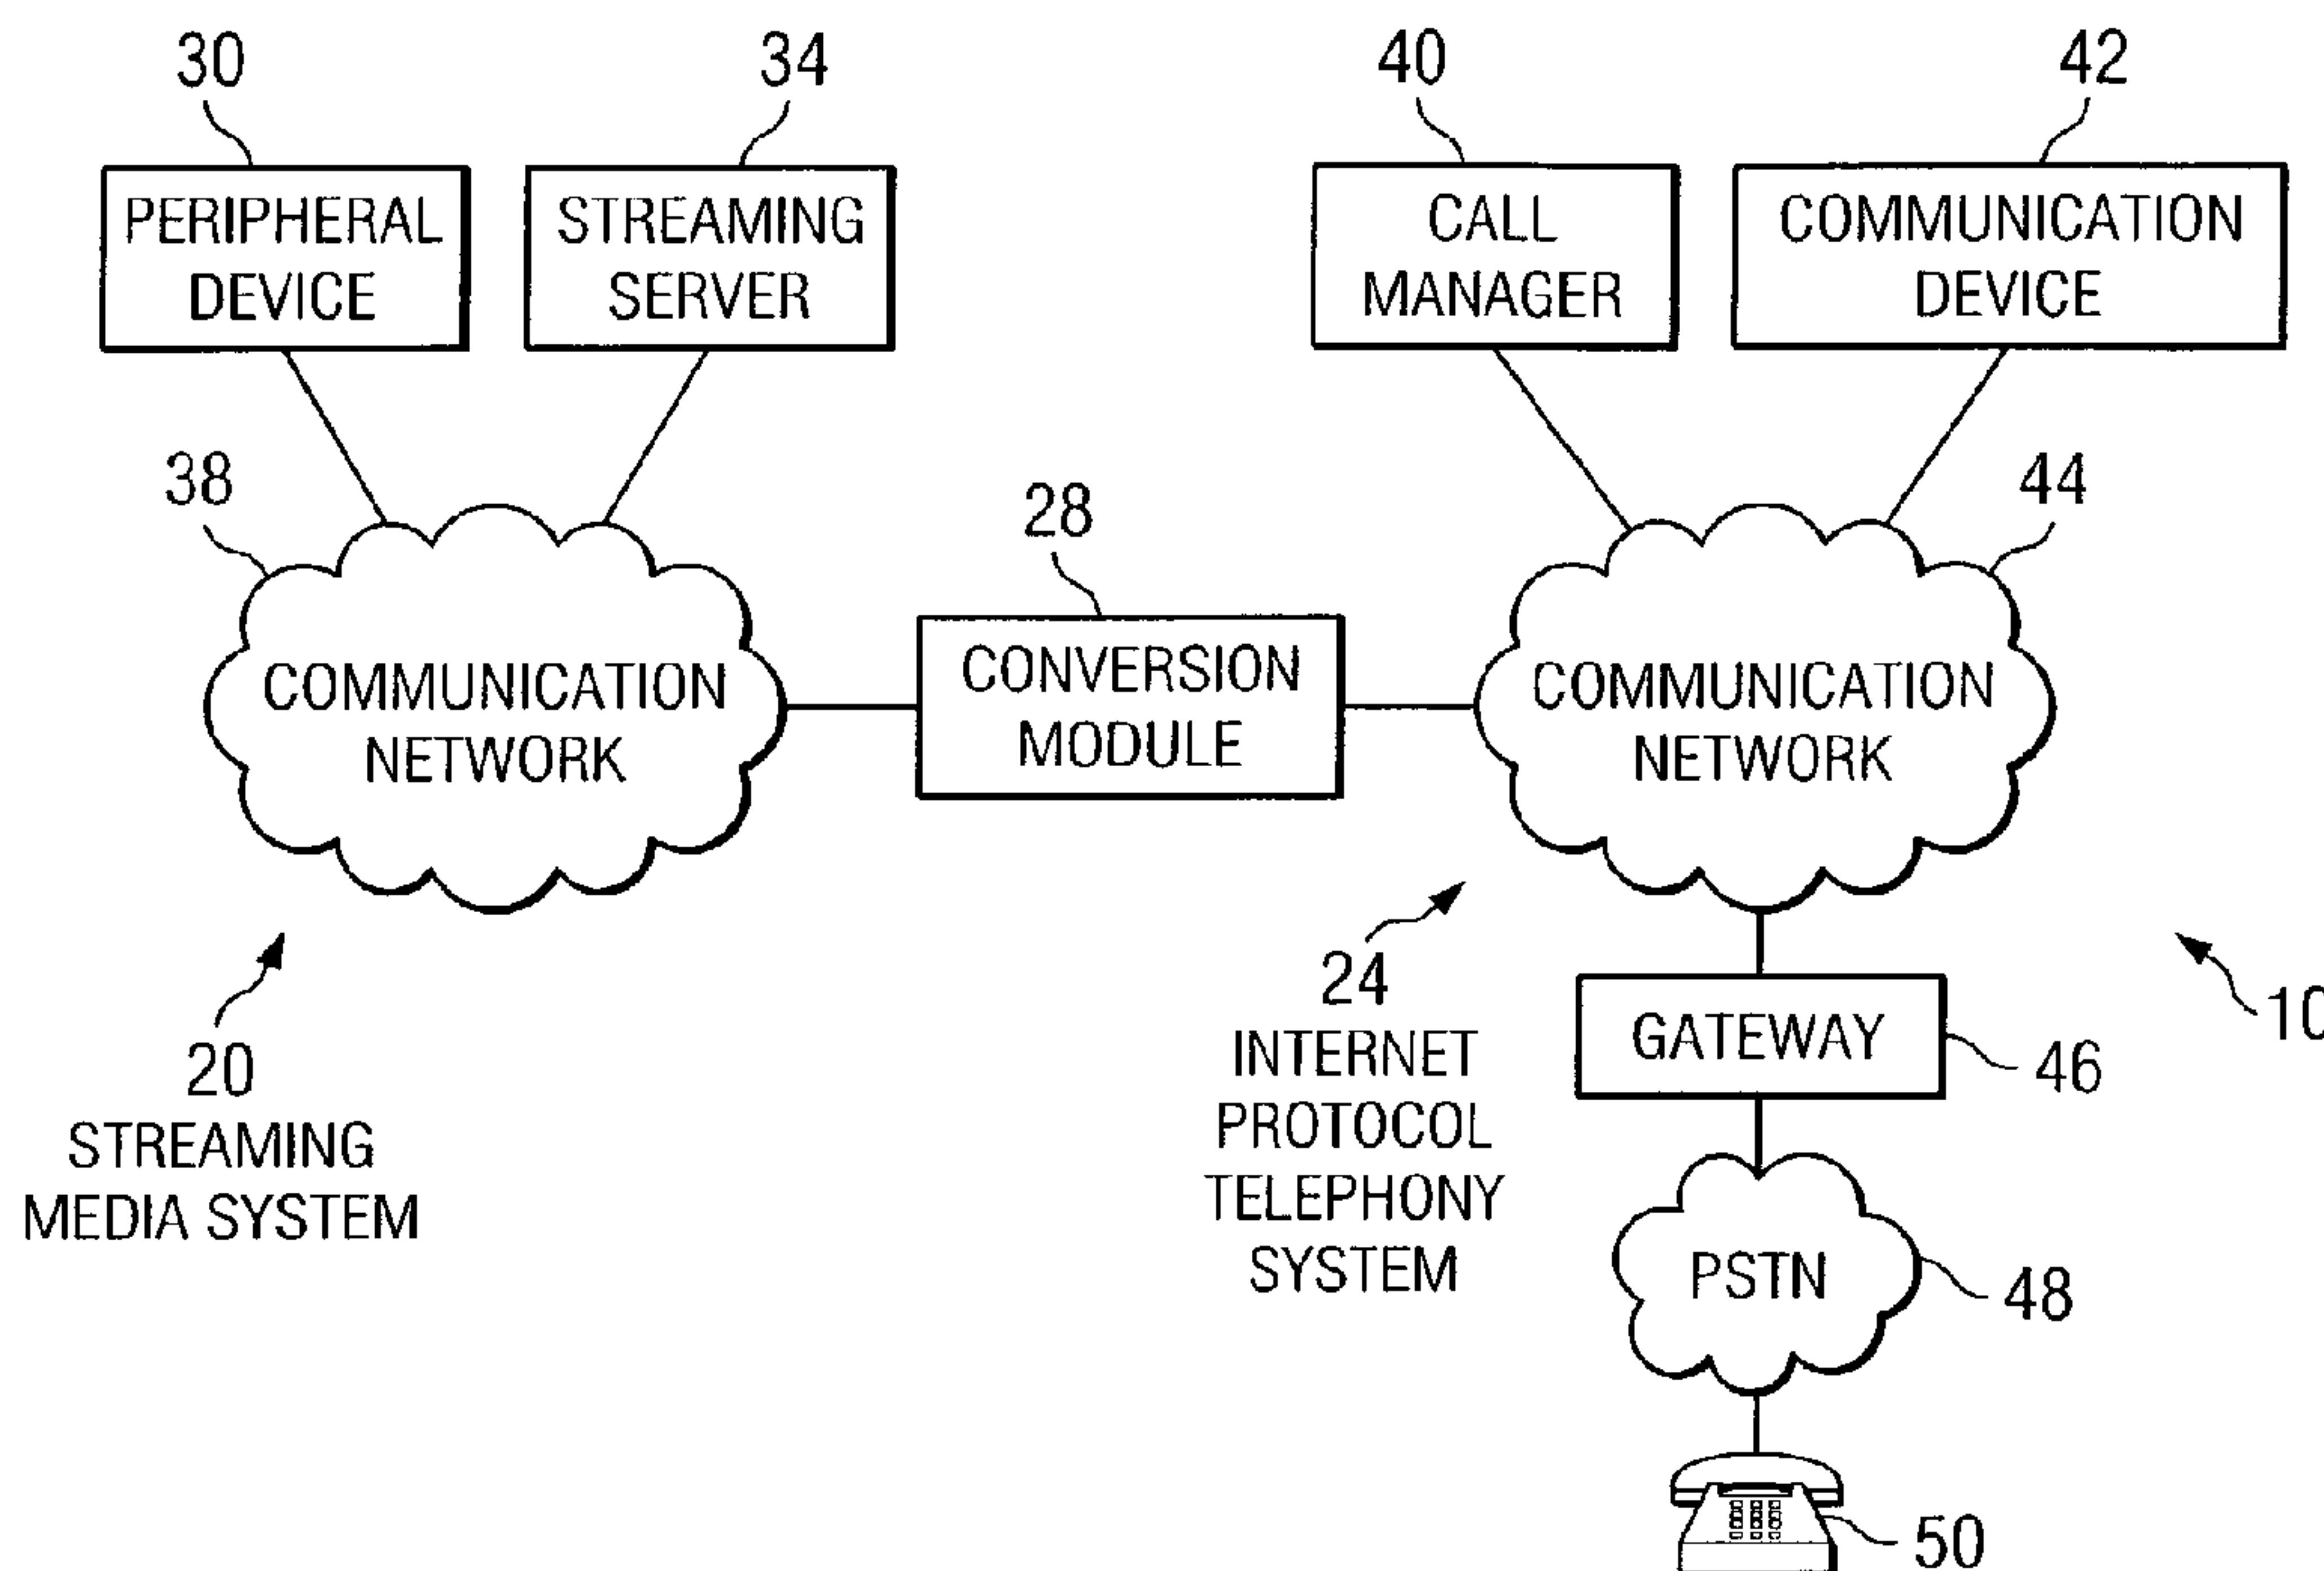 30
34
40
42
PERIPHERAL
DEVICE
STREAMING
SERVER
CALL
MANAGER
COMMUNICATION
DEVICE
38
28
44
COMMUNICATION
NETWORK
CONVERSION
MODULE
COMMUNICATION
NETWORK
20
STREAMING
MEDIA SYSTEM
24
INTERNET
PROTOCOL
TELEPHONY
SYSTEM
10
GATEWAY
46
PSTN
48
50